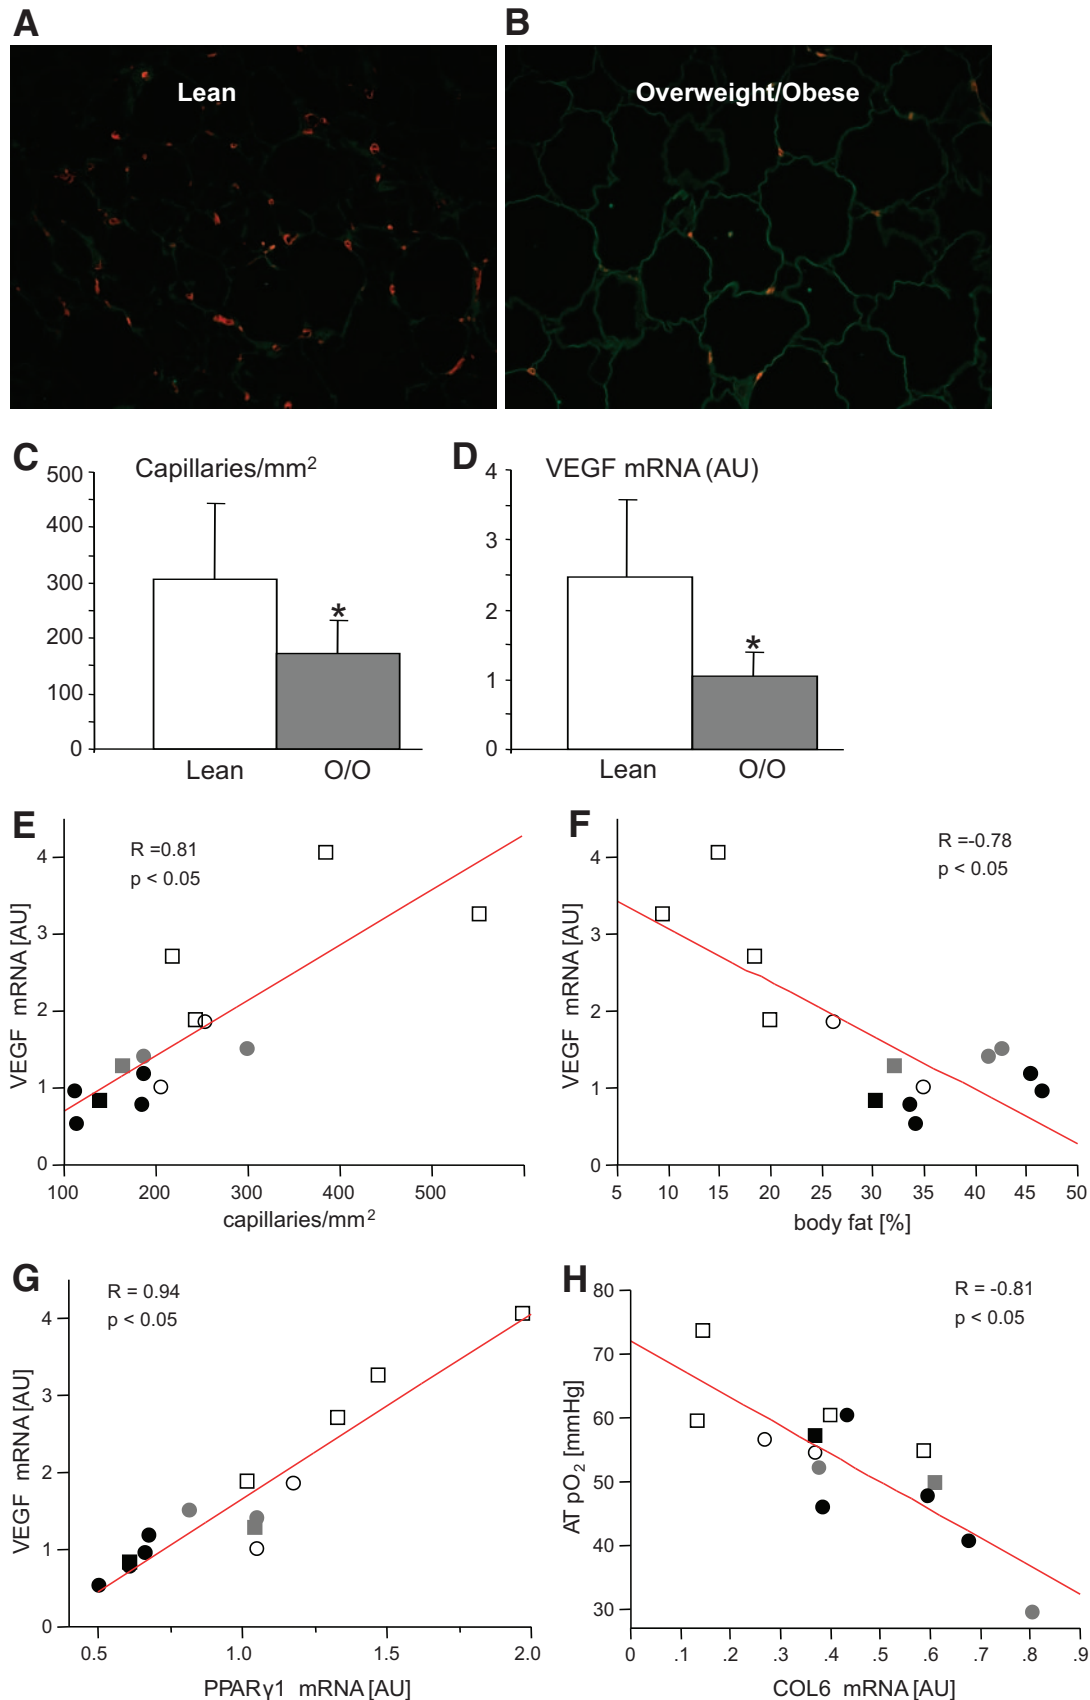 A
B
Lean
Overweight/Obese
C
D
Capillaries/mm²
VEGF mRNA (AU)
500
400
300
200
100
0
4
3
2
1
0
*
*
Lean
O/O
Lean
O/O
E
R =0.81
p < 0.05
VEGF mRNA [AU]
4
3
2
1
0
100
200
300
400
500
capillaries/mm²
F
R =-0.78
p < 0.05
VEGF mRNA [AU]
4
3
2
1
0
5
10
15
20
25
30
35
40
45
50
body fat [%]
G
R = 0.94
p < 0.05
VEGF mRNA [AU]
4
3
2
1
0
0.5
1.0
1.5
2.0
PPARγ1 mRNA [AU]
H
R = -0.81
p < 0.05
AT pO₂ [mmHg]
80
70
60
50
40
30
0
.1
.2
.3
.4
.5
.6
.7
.8
.9
COL6 mRNA [AU]